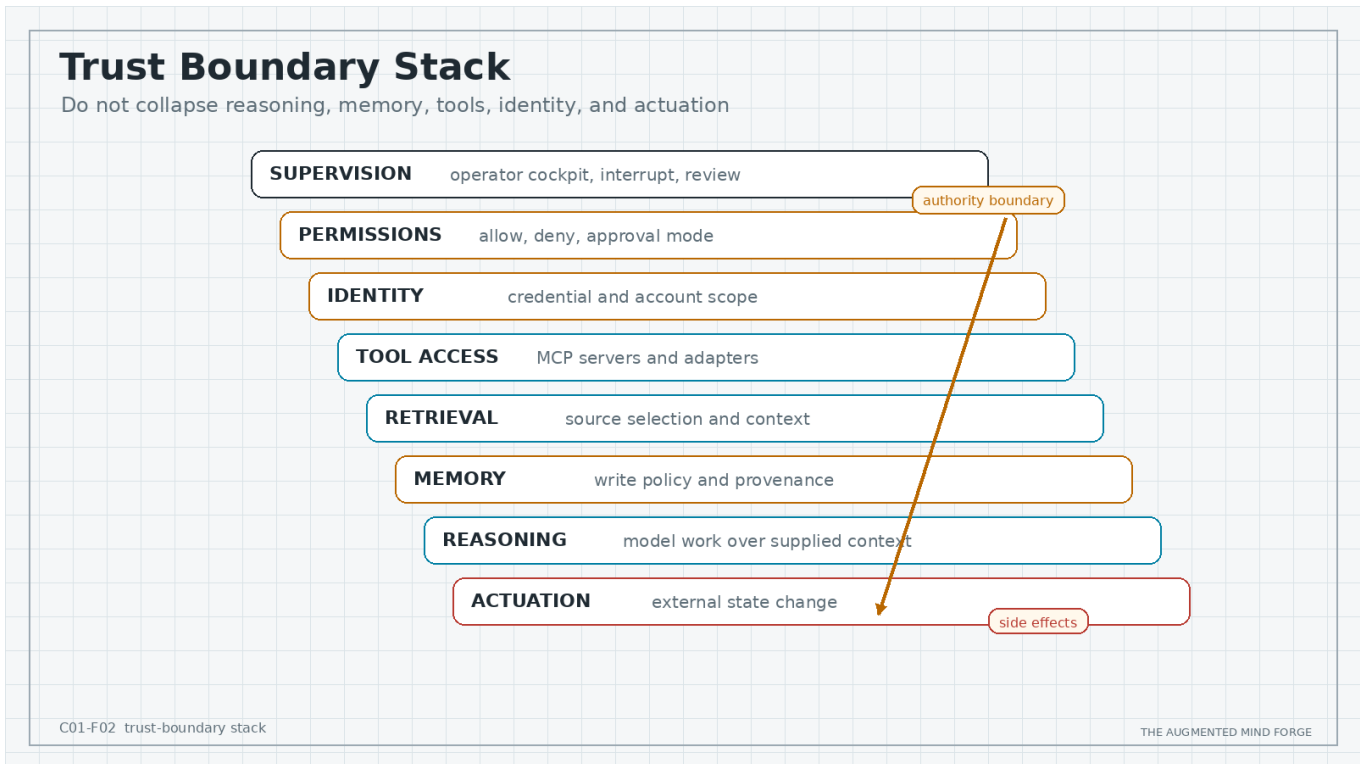 Trust Boundary Stack
Do not collapse reasoning, memory, tools, identity, and actuation
SUPERVISION operator cockpit, interrupt, review
authority boundary
PERMISSIONS allow, deny, approval mode
IDENTITY credential and account scope
TOOL ACCESS MCP servers and adapters
RETRIEVAL source selection and context
MEMORY write policy and provenance
REASONING model work over supplied context
ACTUATION external state change
side effects
C01-F02 trust-boundary stack
THE AUGMENTED MIND FORGE